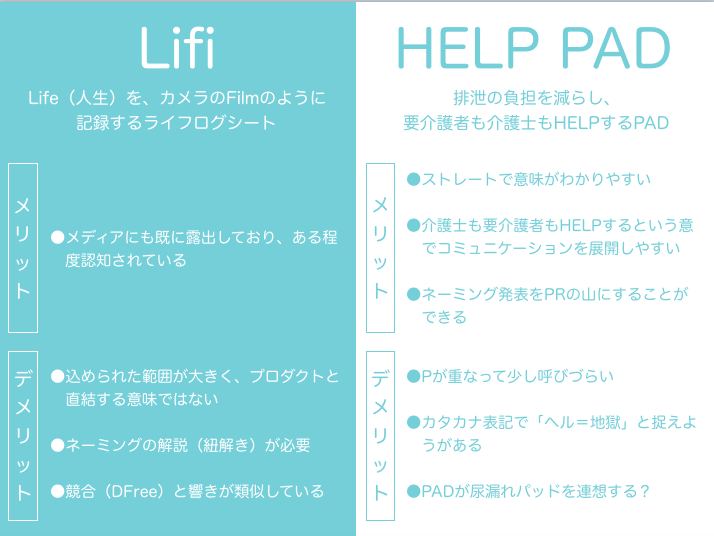 Lifi
Life（人生）を、カメラのFilmのように
記録するライフログシート
メリット
●メディアにも既に露出しており、ある程
度認知されている
デメリット
●込められた範囲が大きく、プロダクトと
直結する意味ではない
●ネーミングの解説（紐解き）が必要
●競合（DFree）と響きが類似している
HELP PAD
排泄の負担を減らし、
要介護者も介護士もHELPするPAD
メリット
●ストレートで意味がわかりやすい
●介護士も要介護者もHELPするという意
でコミュニケーションを展開しやすい
●ネーミング発表をPRの山にすることが
できる
デメリット
●Pが重なって少し呼びづらい
●カタカナ表記で「ヘル＝地獄」と捉えよ
うがある
●PADが尿漏れパッドを連想する？